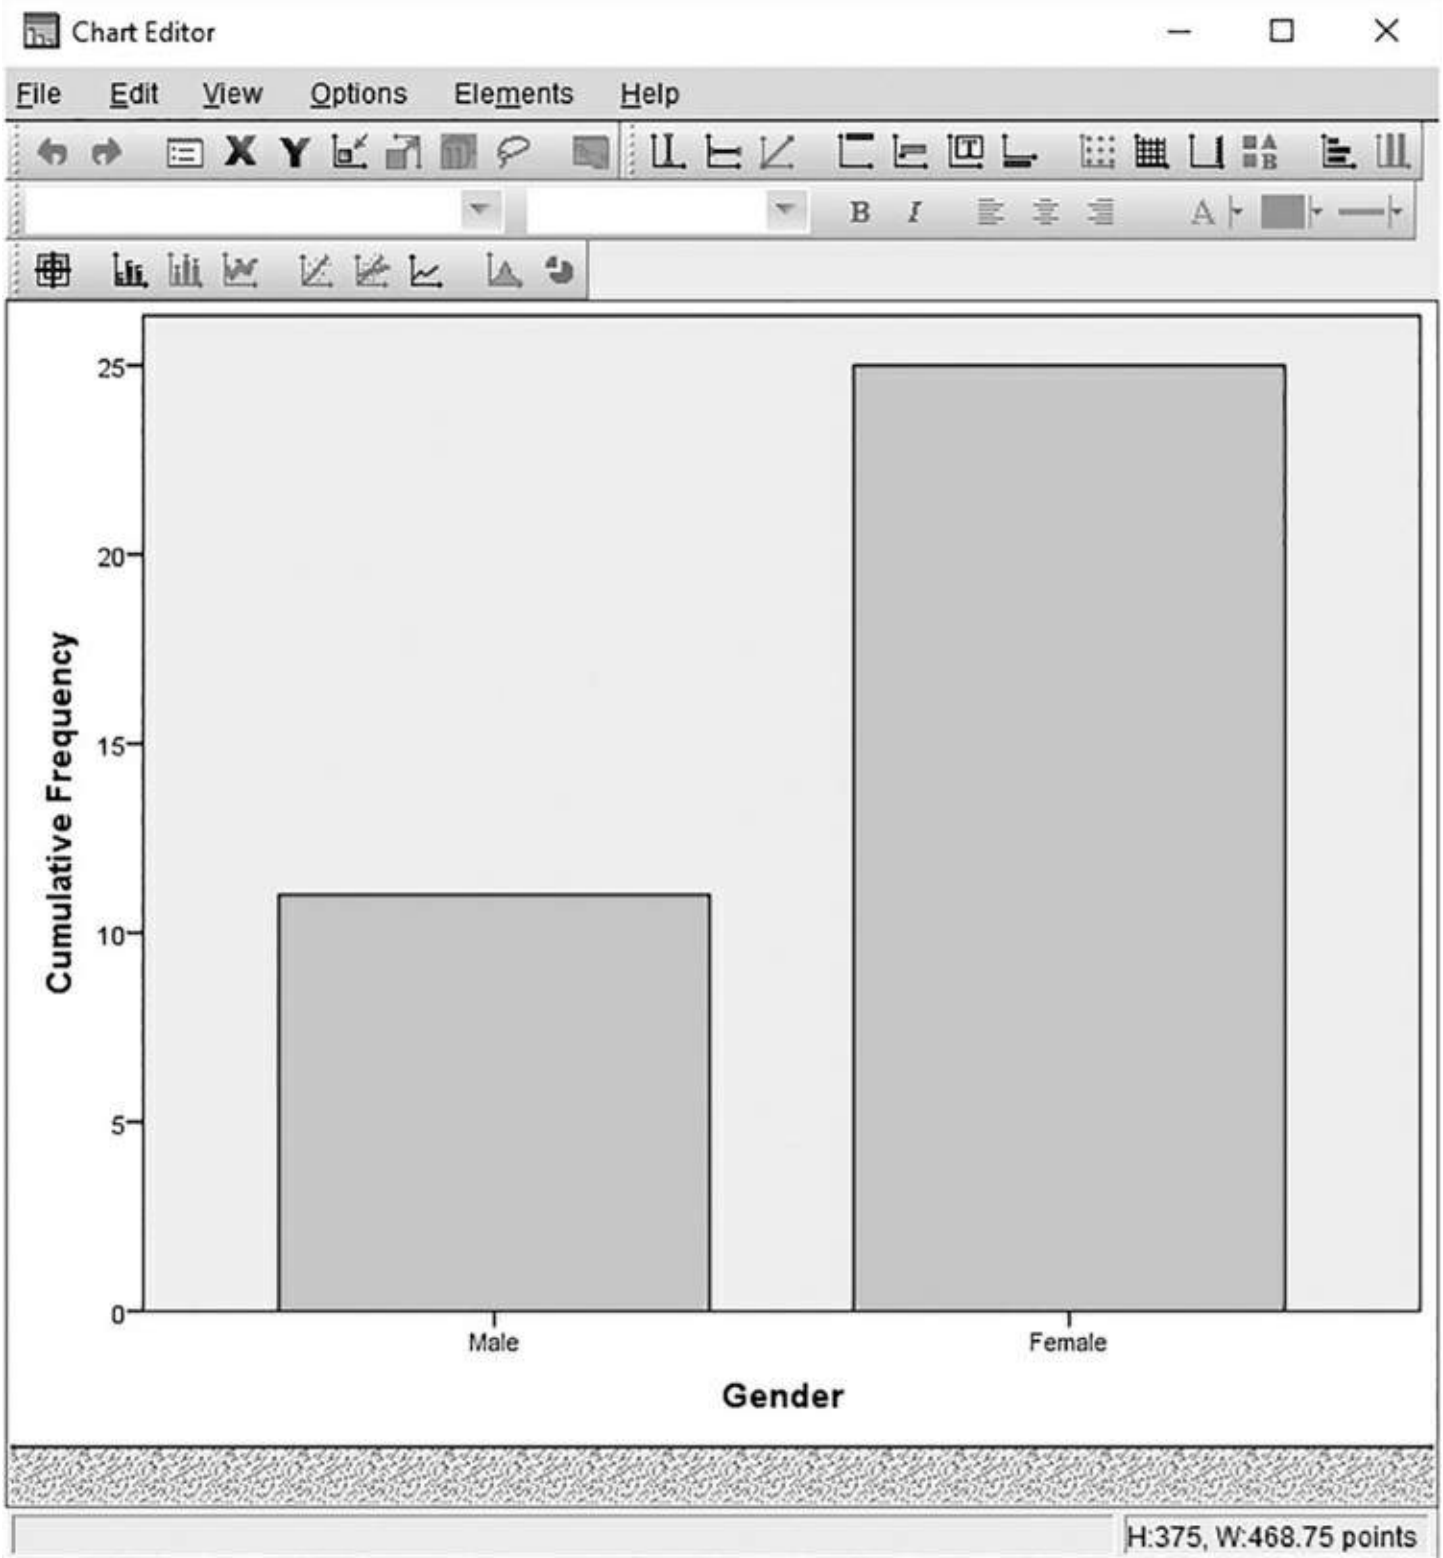 Chart Editor
File Edit View Options Elements Help
X Y T A B
B I A
25
20
15
10
5
0
Cumulative Frequency
Male Female
Gender
H:375, W:468.75 points